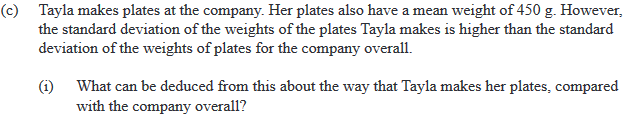 (c) Tayla makes plates at the company. Her plates also have a mean weight of 450 g. However,
the standard deviation of the weights of the plates Tayla makes is higher than the standard
deviation of the weights of plates for the company overall.
(i) What can be deduced from this about the way that Tayla makes her plates, compared
with the company overall?